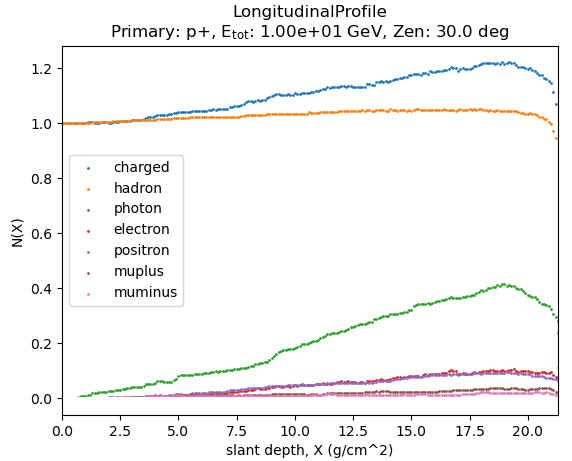 LongitudinalProfile
Primary: p+, E_tot: 1.00e+01 GeV, Zen: 30.0 deg
1.2
1.0
0.8
0.6
0.4
0.2
0.0
N(X)
charged
hadron
photon
electron
positron
muplus
muminus
0.0 2.5 5.0 7.5 10.0 12.5 15.0 17.5 20.0
slant depth, X (g/cm^2)